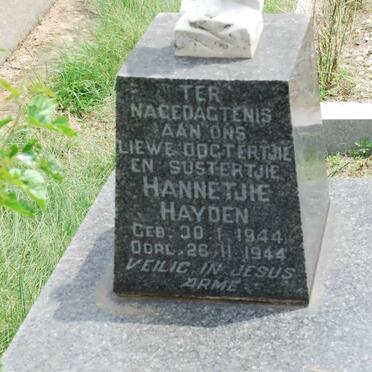 TER
NAGEDAGTENIS
AAN ONS
LIEWE DOGTERTJIE
EN SUSTERTJIE
HANNETJIE
HAYDEN
GEB. 30.1.1944.
OORL. 26.11.1944
VEILIG IN JESUS
ARME